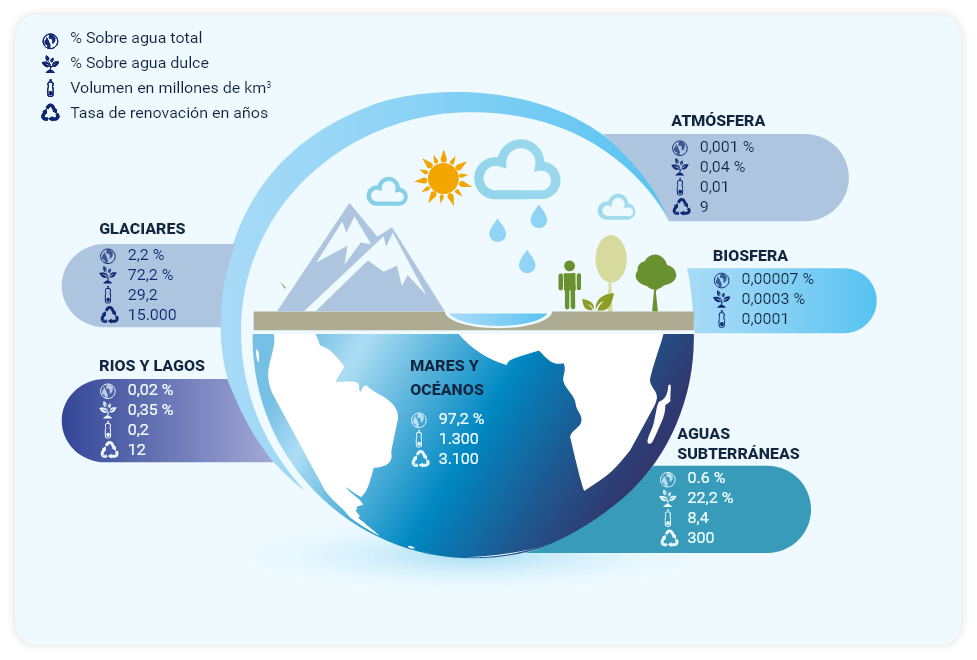 % Sobre agua total
% Sobre agua dulce
Volumen en millones de km³
Tasa de renovación en años
ATMÓSFERA
0,001 %
0,04 %
0,01
9
GLACIARES
2,2 %
72,2 %
29,2
15.000
BIOSFERA
0,00007 %
0,0003 %
0,0001
RIOS Y LAGOS
0,02 %
0,35 %
0,2
12
MARES Y
OCÉANOS
97,2 %
1.300
3.100
AGUAS
SUBTERRÁNEAS
0.6 %
22,2 %
8,4
300